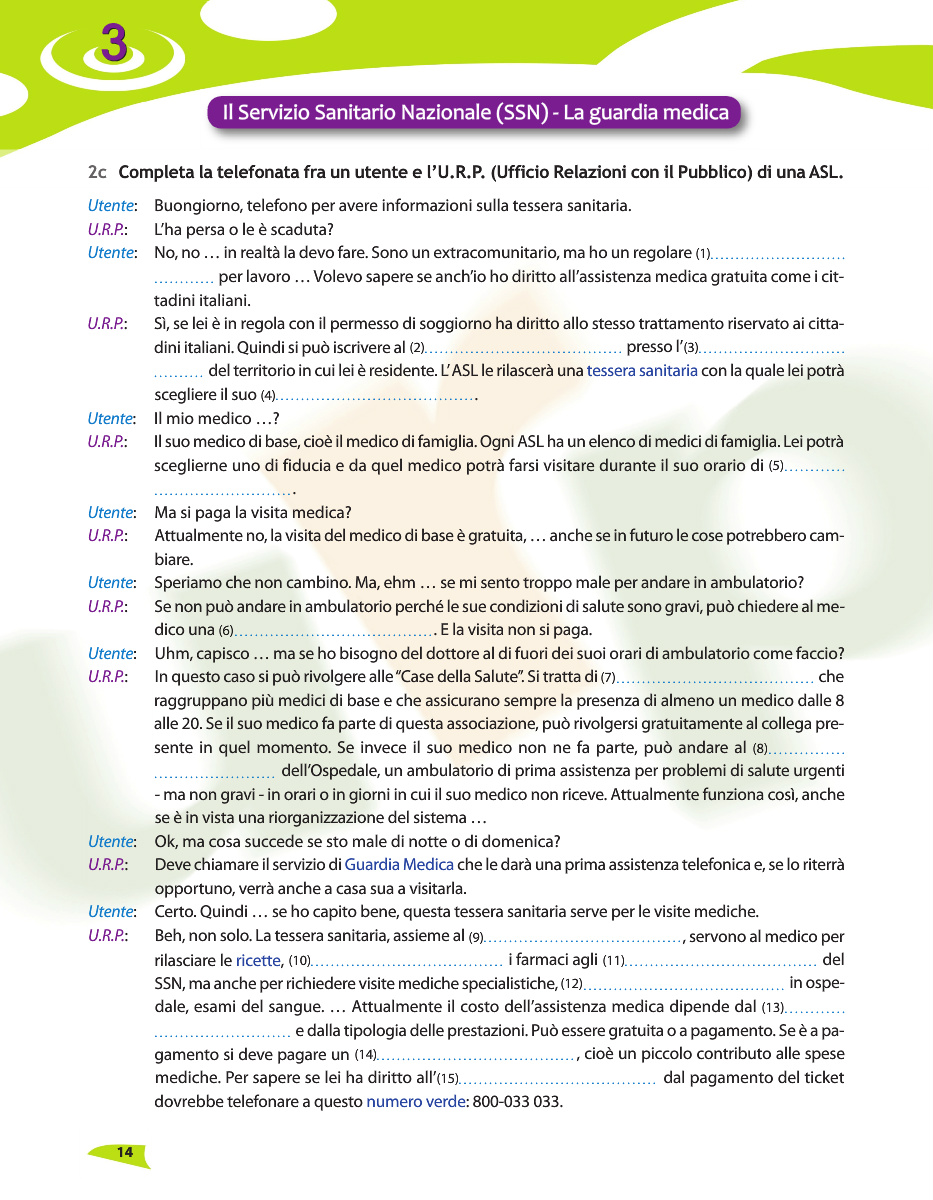 3
Il Servizio Sanitario Nazionale (SSN) - La guardia medica
2c Completa la telefonata fra un utente e l'U.R.P. (Ufficio Relazioni con il Pubblico) di una ASL.
Utente: Buongiorno, telefono per avere informazioni sulla tessera sanitaria.
U.R.P.: L'ha persa o le è scaduta?
Utente: No, no … in realtà la devo fare. Sono un extracomunitario, ma ho un regolare (1)...........................
............ per lavoro … Volevo sapere se anch'io ho diritto all'assistenza medica gratuita come i cit-
tadini italiani.
U.R.P.: Sì, se lei è in regola con il permesso di soggiorno ha diritto allo stesso trattamento riservato ai citta-
dini italiani. Quindi si può iscrivere al (2)....................................... presso l'(3).............................
.......... del territorio in cui lei è residente. L'ASL le rilascerà una tessera sanitaria con la quale lei potrà
scegliere il suo (4).......................................
Utente: Il mio medico …?
U.R.P.: Il suo medico di base, cioè il medico di famiglia. Ogni ASL ha un elenco di medici di famiglia. Lei potrà
sceglierne uno di fiducia e da quel medico potrà farsi visitare durante il suo orario di (5)............
...........................
Utente: Ma si paga la visita medica?
U.R.P.: Attualmente no, la visita del medico di base è gratuita, … anche se in futuro le cose potrebbero cam-
biare.
Utente: Speriamo che non cambino. Ma, ehm … se mi sento troppo male per andare in ambulatorio?
U.R.P.: Se non può andare in ambulatorio perché le sue condizioni di salute sono gravi, può chiedere al me-
dico una (6)....................................... . E la visita non si paga.
Utente: Uhm, capisco … ma se ho bisogno del dottore al di fuori dei suoi orari di ambulatorio come faccio?
U.R.P.: In questo caso si può rivolgere alle “Case della Salute”. Si tratta di (7)....................................... che
raggruppano più medici di base e che assicurano sempre la presenza di almeno un medico dalle 8
alle 20. Se il suo medico fa parte di questa associazione, può rivolgersi gratuitamente al collega pre-
sente in quel momento. Se invece il suo medico non ne fa parte, può andare al (8)...............
........................ dell'Ospedale, un ambulatorio di prima assistenza per problemi di salute urgenti
- ma non gravi - in orari o in giorni in cui il suo medico non riceve. Attualmente funziona così, anche
se è in vista una riorganizzazione del sistema …
Utente: Ok, ma cosa succede se sto male di notte o di domenica?
U.R.P.: Deve chiamare il servizio di Guardia Medica che le darà una prima assistenza telefonica e, se lo riterrà
opportuno, verrà anche a casa sua a visitarla.
Utente: Certo. Quindi … se ho capito bene, questa tessera sanitaria serve per le visite mediche.
U.R.P.: Beh, non solo. La tessera sanitaria, assieme al (9)......................................., servono al medico per
rilasciare le ricette, (10)...................................... i farmaci agli (11)...................................... del
SSN, ma anche per richiedere visite mediche specialistiche, (12)....................................... in ospe-
dale, esami del sangue. … Attualmente il costo dell'assistenza medica dipende dal (13)............
........................... e dalla tipologia delle prestazioni. Può essere gratuita o a pagamento. Se è a pa-
gamento si deve pagare un (14)......................................., cioè un piccolo contributo alle spese
mediche. Per sapere se lei ha diritto all'(15)....................................... dal pagamento del ticket
dovrebbe telefonare a questo numero verde: 800-033 033.
14